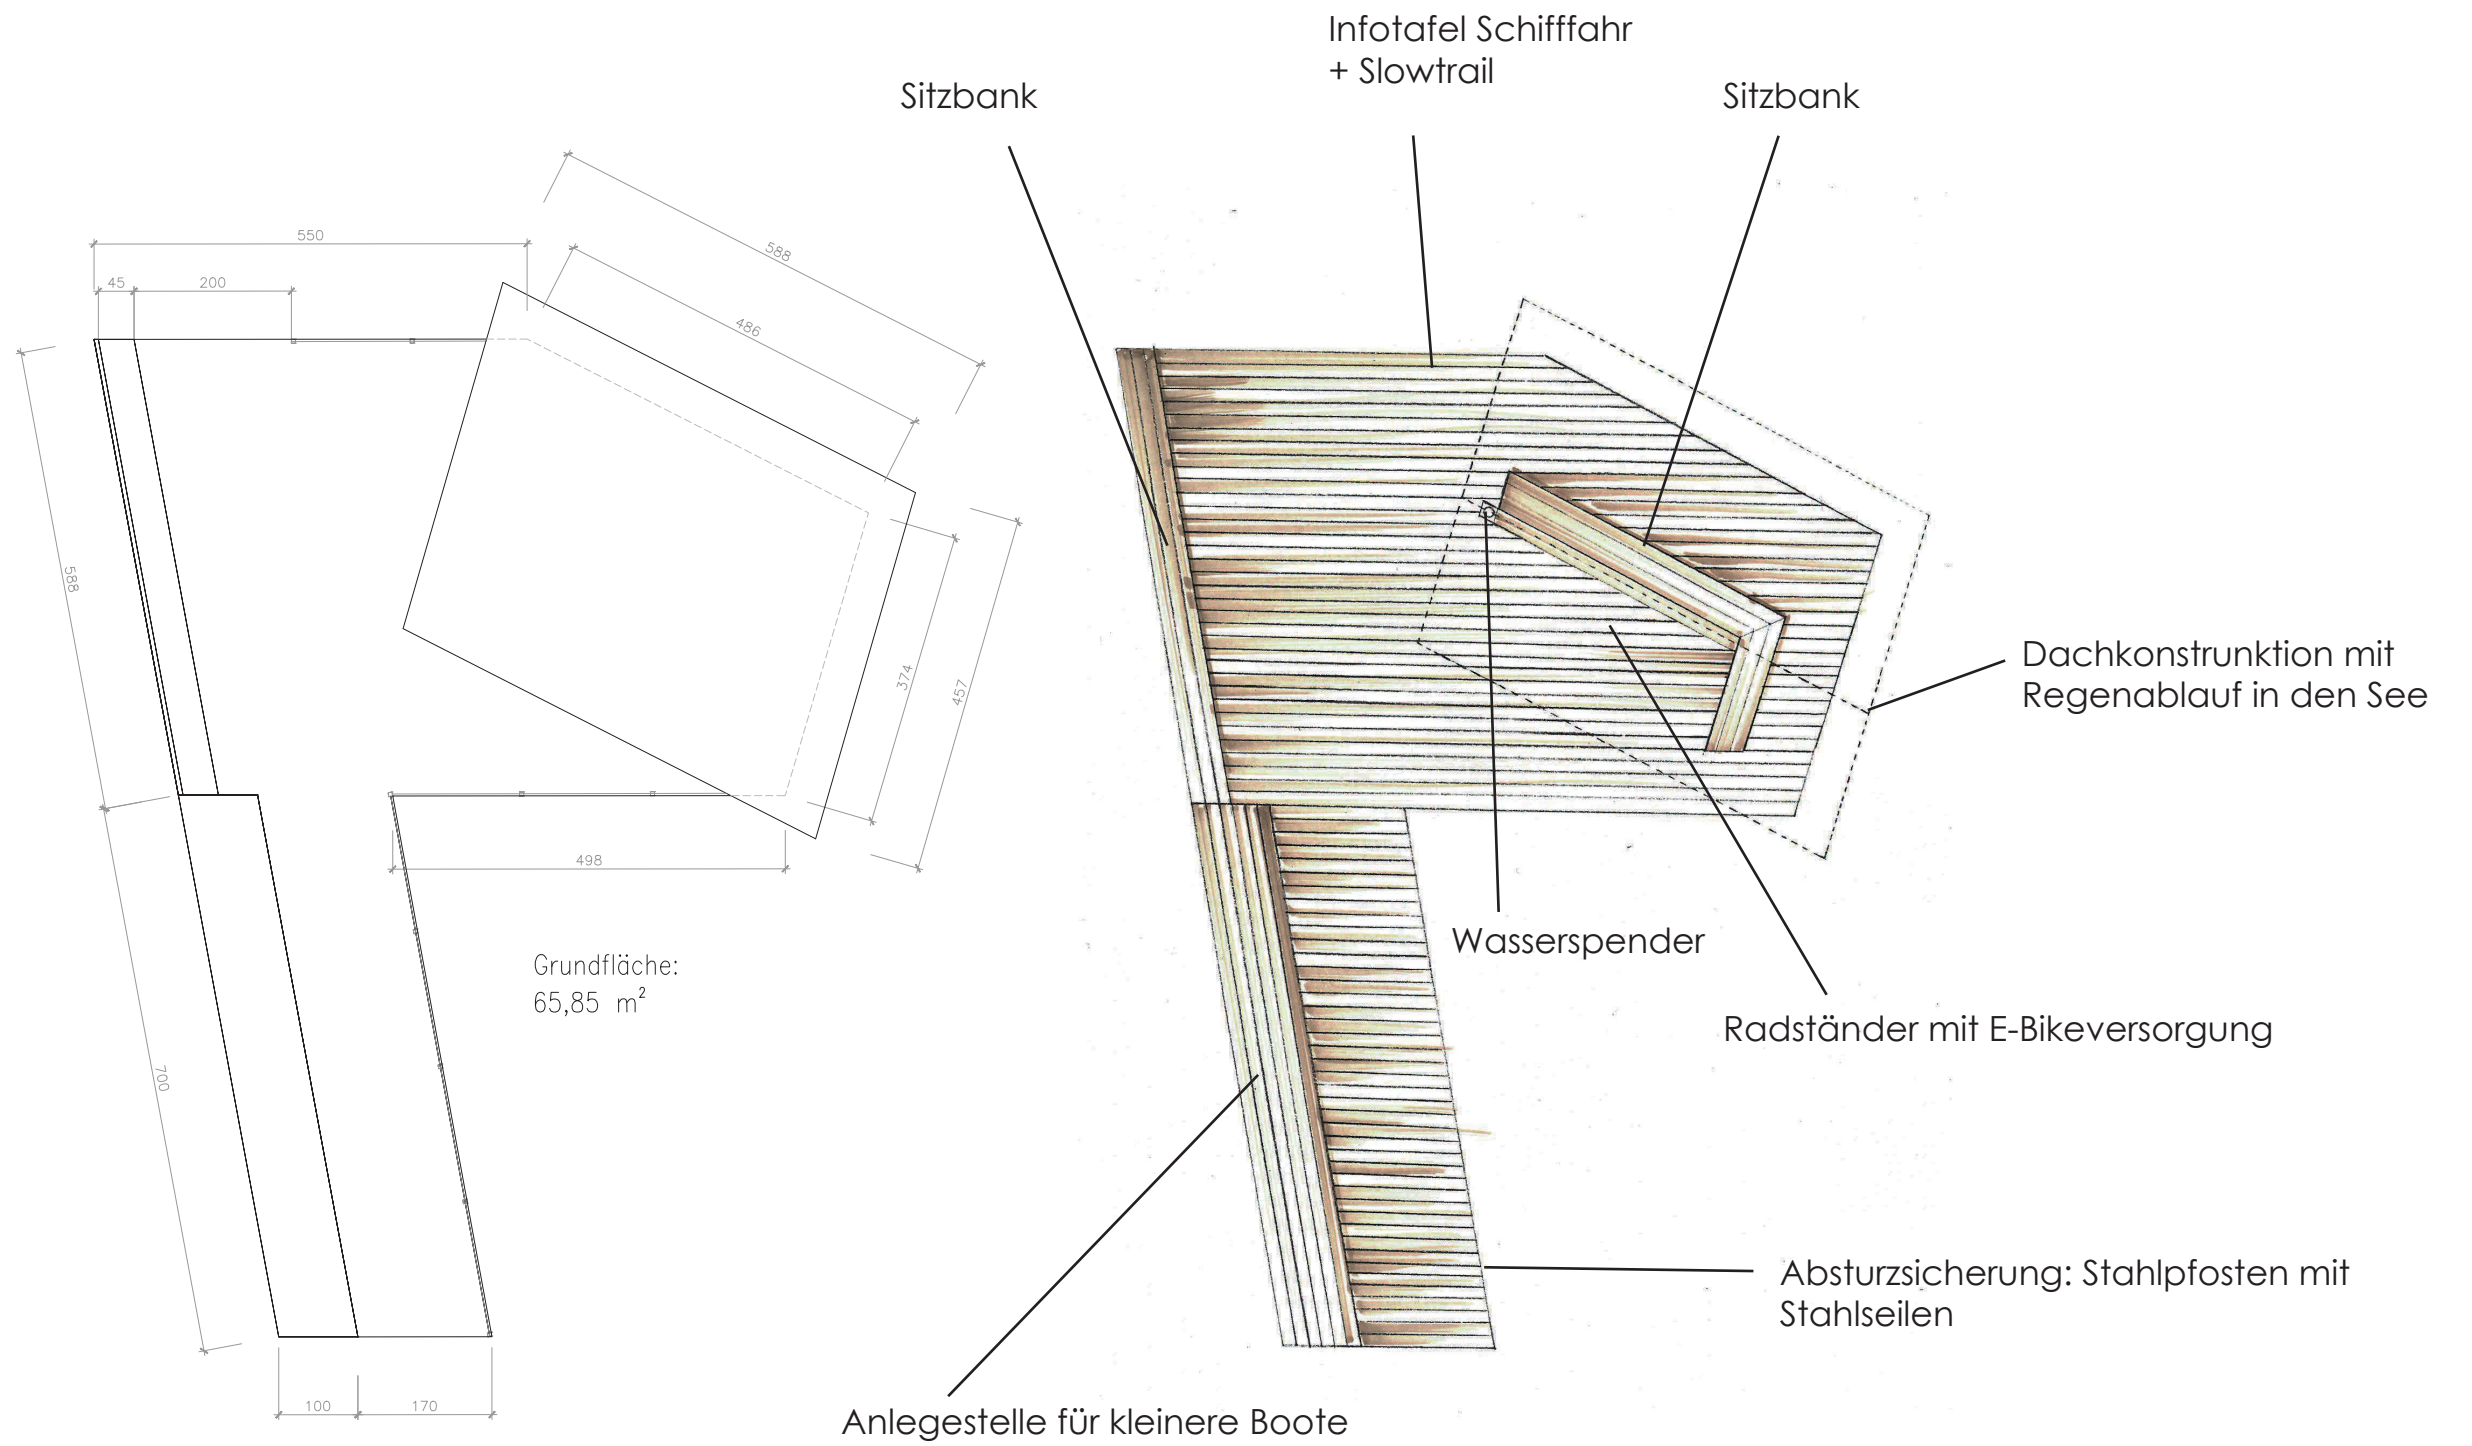 Infotafel Schifffahr
+ Slowtrail
Sitzbank
Sitzbank
550
588
45
200
486
588
374
457
Dachkonstrunktion mit
Regenablauf in den See
498
Wasserspender
Grundfläche:
65,85 m²
Radständer mit E-Bikeversorgung
700
Absturzsicherung: Stahlpfosten mit
Stahlseilen
100
170
Anlegestelle für kleinere Boote